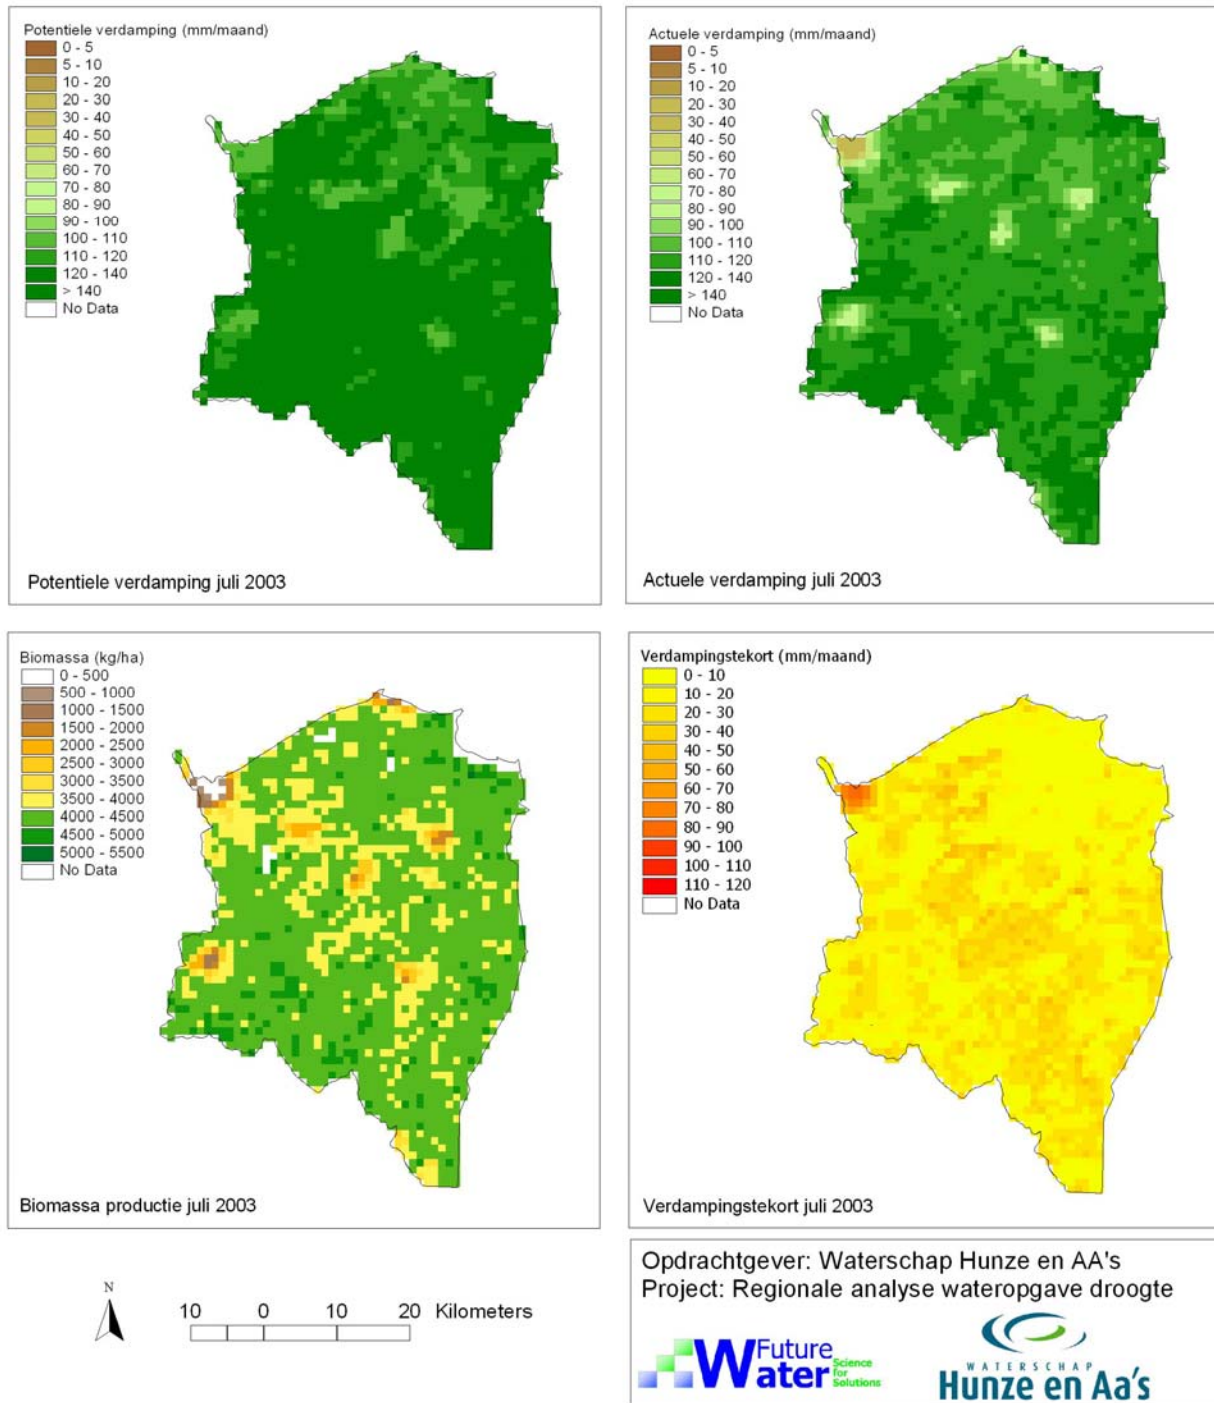 Potentiele verdamping (mm/maand)
0 - 5
5 - 10
10 - 20
20 - 30
30 - 40
40 - 50
50 - 60
60 - 70
70 - 80
80 - 90
90 - 100
100 - 110
110 - 120
120 - 140
> 140
No Data
Potentiele verdamping juli 2003
Actuele verdamping (mm/maand)
0 - 5
5 - 10
10 - 20
20 - 30
30 - 40
40 - 50
50 - 60
60 - 70
70 - 80
80 - 90
90 - 100
100 - 110
110 - 120
120 - 140
> 140
No Data
Actuele verdamping juli 2003
Biomassa (kg/ha)
0 - 500
500 - 1000
1000 - 1500
1500 - 2000
2000 - 2500
2500 - 3000
3000 - 3500
3500 - 4000
4000 - 4500
4500 - 5000
5000 - 5500
No Data
Biomassa productie juli 2003
Verdampingstekort (mm/maand)
0 - 10
10 - 20
20 - 30
30 - 40
40 - 50
50 - 60
60 - 70
70 - 80
80 - 90
90 - 100
100 - 110
110 - 120
No Data
Verdampingstekort juli 2003
N
10 0 10 20 Kilometers
Opdrachtgever: Waterschap Hunze en AA's
Project: Regionale analyse wateropgave droogte
Future
Water
Science
for
Solutions
WATERSCHAP
Hunze en Aa's